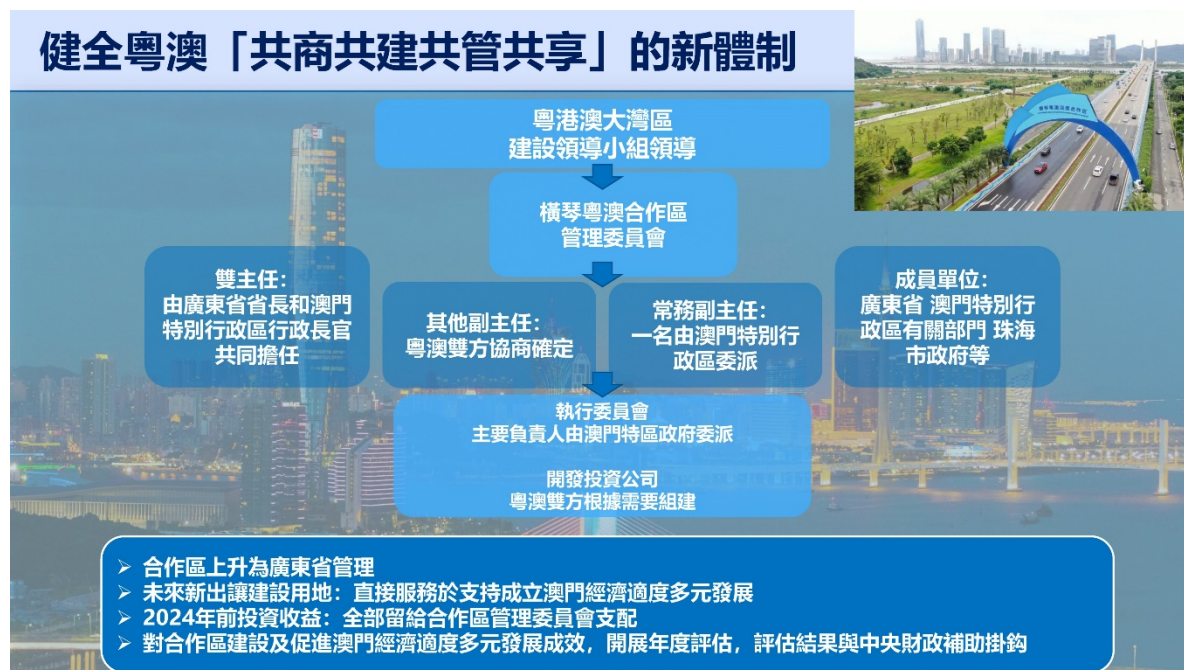 健全粵澳「共商共建共管共享」的新體制
粵港澳大灣區
建設領導小組領導
橫琴粵澳合作區
管理委員會
雙主任：
由廣東省省長和澳門
特別行政區行政長官
共同擔任
其他副主任：
粵澳雙方協商確定
常務副主任：
一名由澳門特別行
政區委派
成員單位：
廣東省 澳門特別行
政區有關部門 珠海
市政府等
執行委員會
主要負責人由澳門特區政府委派
開發投資公司
粵澳雙方根據需要組建
➢ 合作區上升為廣東省管理
➢ 未來新出讓建設用地：直接服務於支持成立澳門經濟適度多元發展
➢ 2024年前投資收益：全部留給合作區管理委員會支配
➢ 對合作區建設及促進澳門經濟適度多元發展成效，開展年度評估，評估結果與中央財政補助掛鈎